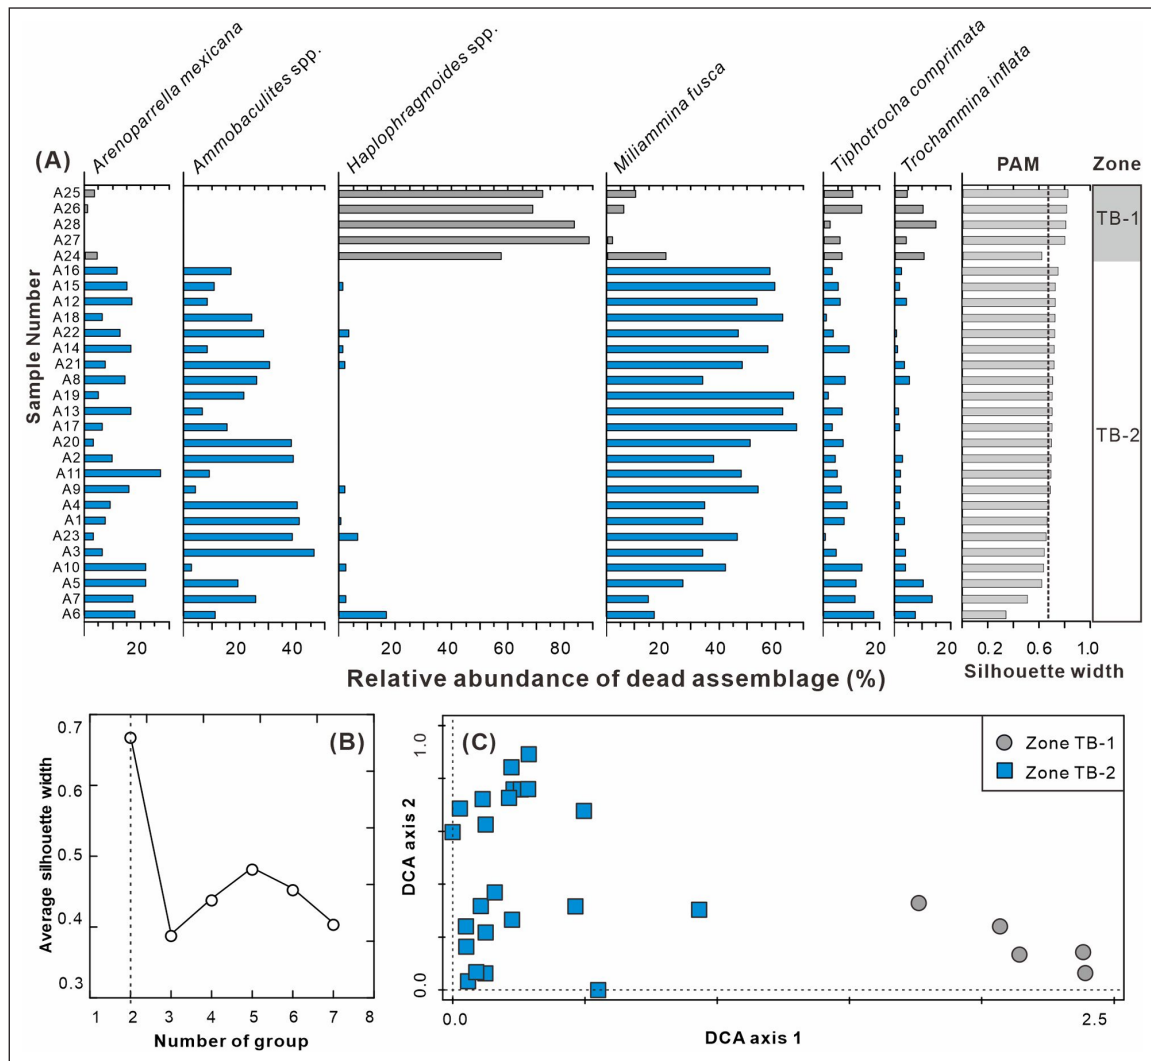 Arenoparrella mexicana
Ammobaculites spp.
Haplophragmoides spp.
Miliammina fusca
Tiphotrocha comprimata
Trochammina inflata
(A)
PAM
Zone
Sample Number
A25
A26
A28
A27
A24
A16
A15
A12
A18
A22
A14
A21
A8
A19
A13
A17
A20
A2
A11
A9
A4
A1
A23
A3
A10
A5
A7
A6
TB-1
TB-2
20
20 40
20 40 60 80
20 40 60
20
20
0.2 0.6 1.0
Relative abundance of dead assemblage (%)
Silhouette width
(B)
Average silhouette width
0.7
0.6
0.5
0.4
0.3
1 2 3 4 5 6 7 8
Number of group
(C)
Zone TB-1
Zone TB-2
DCA axis 2
1.0
0.0
0.0 2.5
DCA axis 1